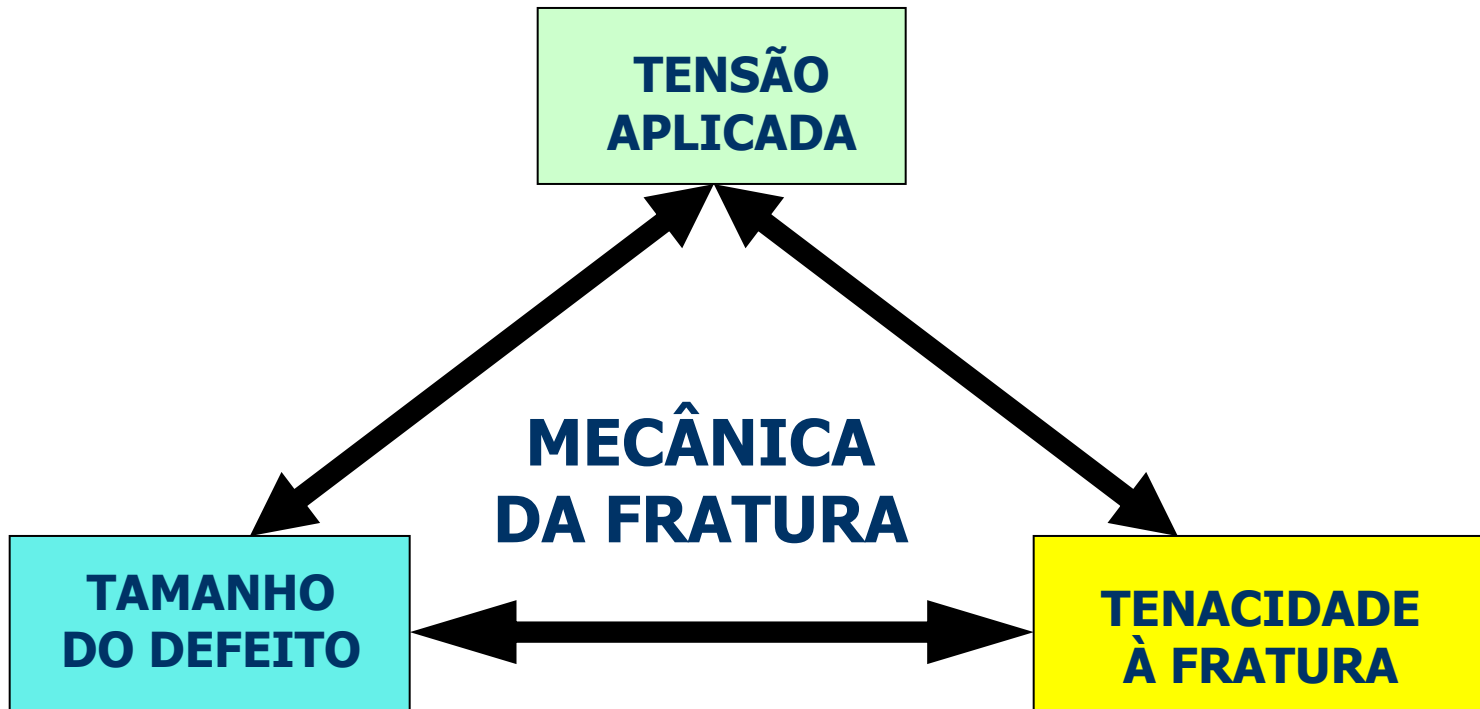 TENSÃO
APLICADA
MECÂNICA
DA FRATURA
TAMANHO
DO DEFEITO
TENACIDADE
À FRATURA